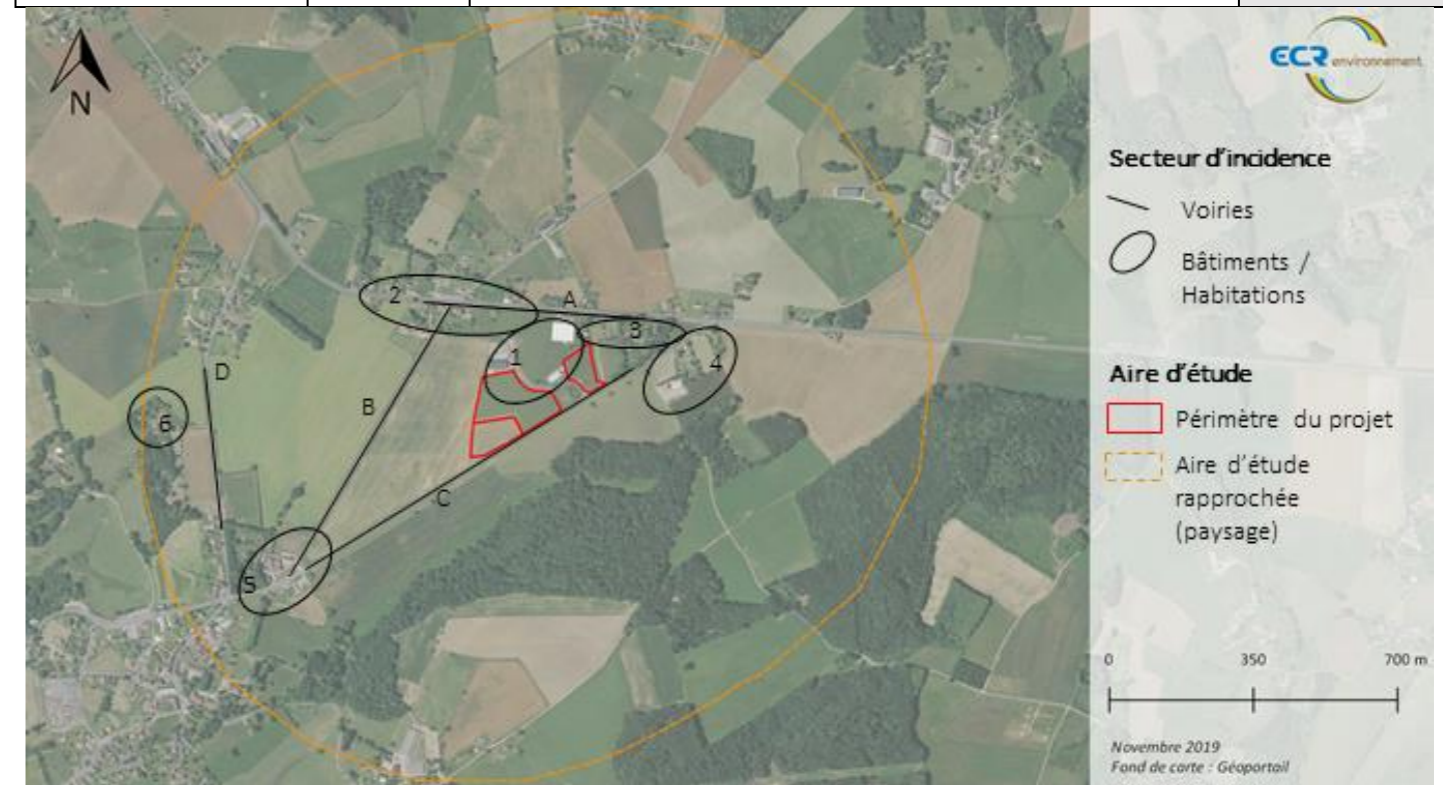 N
2
A
1
3
4
D
B
6
C
5
ECR environnement
Secteur d'incidence
Voiries
Bâtiments /
Habitations
Aire d'étude
Périmètre du projet
Aire d'étude
rapprochée
(paysage)
0 350 700 m
Novembre 2019
Fond de carte : Géoportail